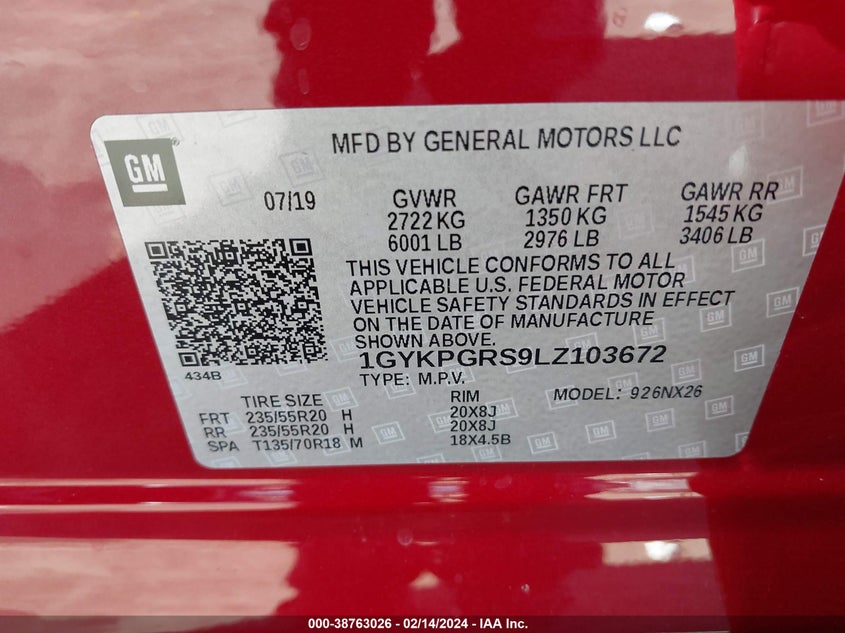 GM
MFD BY GENERAL MOTORS LLC
07/19
GVWR
2722 KG
6001 LB
GAWR FRT
1350 KG
2976 LB
GAWR RR
1545 KG
3406 LB
THIS VEHICLE CONFORMS TO ALL
APPLICABLE U.S. FEDERAL MOTOR
VEHICLE SAFETY STANDARDS IN EFFECT
ON THE DATE OF MANUFACTURE
SHOWN ABOVE.
434B
1GYKPGRS9LZ103672
TYPE: M.P.V.
MODEL: 926NX26
TIRE SIZE RIM
FRT 235/55R20 H 20X8J
RR 235/55R20 H 20X8J
SPA T135/70R18 M 18X4.5B
000-38763026 - 02/14/2024 - IAA Inc.